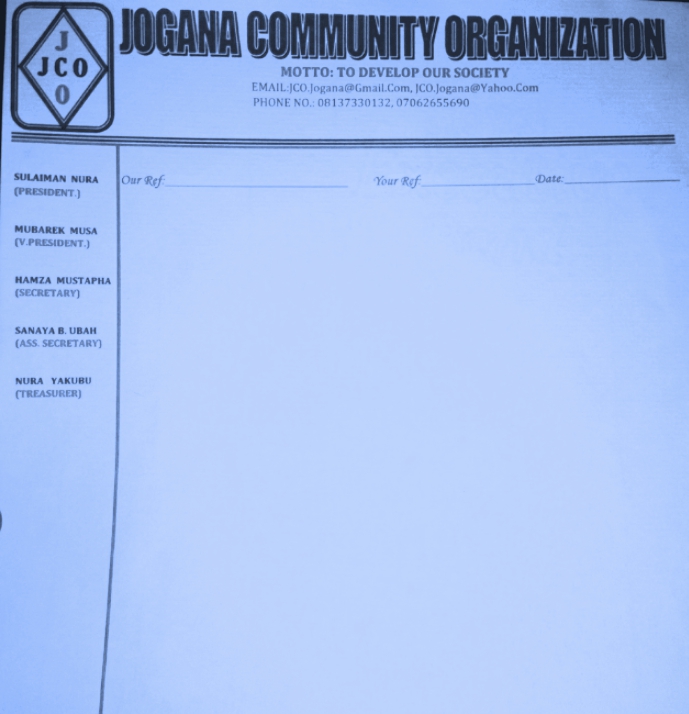 J
JCO
O
JOGANA COMMUNITY ORGANIZATION
MOTTO: TO DEVELOP OUR SOCIETY
EMAIL:JCO.Jogana@Gmail.Com, JCO.Jogana@Yahoo.Com
PHONE NO.: 08137330132, 07062655690
Our Ref: Your Ref: Date:
SULAIMAN NURA
(PRESIDENT.)
MUBAREK MUSA
(V.PRESIDENT.)
HAMZA MUSTAPHA
(SECRETARY)
SANAYA B. UBAH
(ASS. SECRETARY)
NURA YAKUBU
(TREASURER)